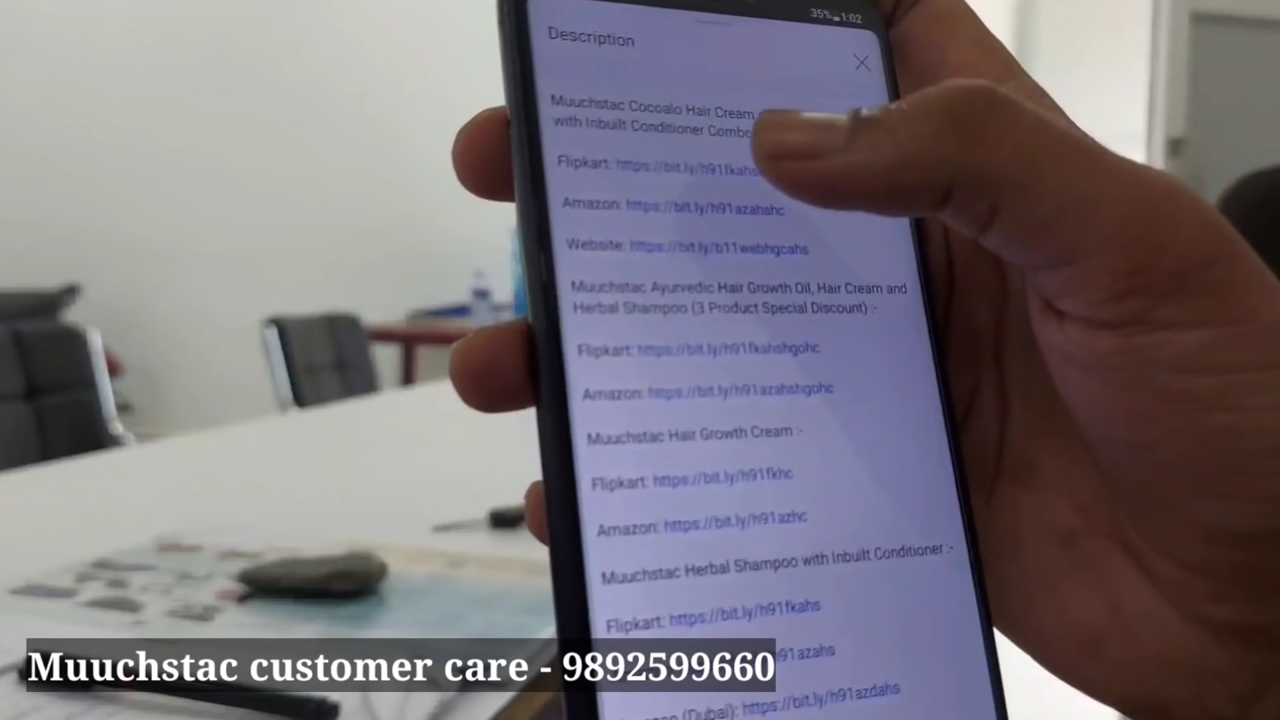 35% 1:02
Description
Muuchstac Cocoalo Hair Cream
with Inbuilt Conditioner Combo
Flipkart: https://bit.ly/h91fkahs
Amazon: https://bit.ly/h91azahshc
Website: https://bit.ly/b11webhgcahs
Muuchstac Ayurvedic Hair Growth Oil, Hair Cream and
Herbal Shampoo (3 Product Special Discount) :-
Flipkart: https://bit.ly/h91fkahshgohc
Amazon: https://bit.ly/h91azahshgohc
Muuchstac Hair Growth Cream :-
Flipkart: https://bit.ly/h91fkhc
Amazon: https://bit.ly/h91azhc
Muuchstac Herbal Shampoo with Inbuilt Conditioner :-
Flipkart: https://bit.ly/h91fkahs
h91azahs
(Dubai): https://bit.ly/h91azdahs
Muuchstac customer care - 9892599660